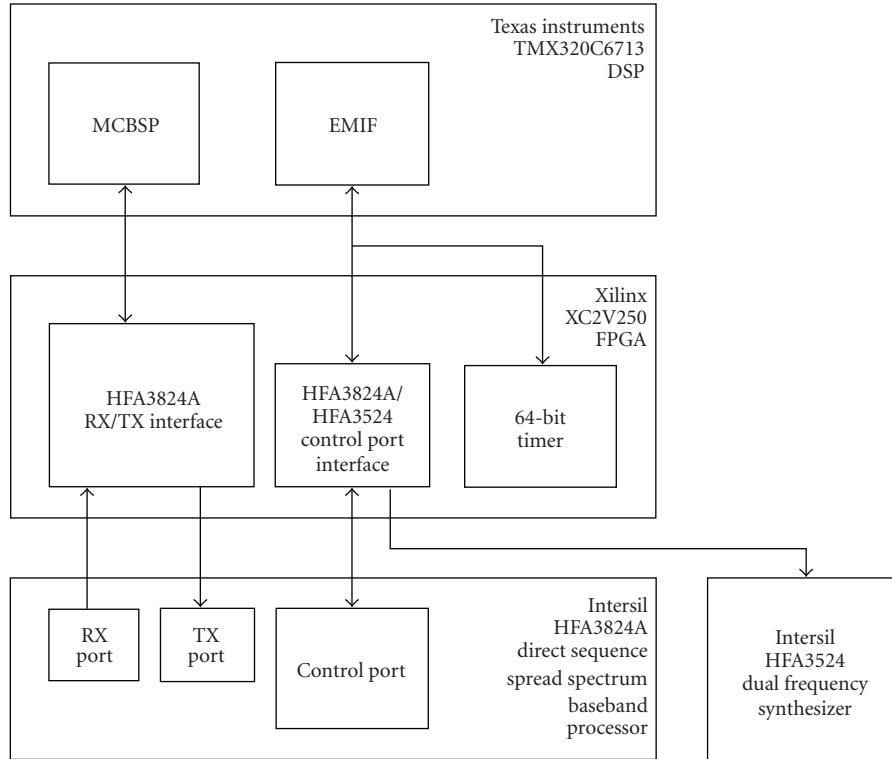 Texas instruments
TMX320C6713
DSP
MCBSP
EMIF
Xilinx
XC2V250
FPGA
HFA3824A
RX/TX interface
HFA3824A/
HFA3524
control port
interface
64-bit
timer
RX
port
TX
port
Control port
Intersil
HFA3824A
direct sequence
spread spectrum
baseband
processor
Intersil
HFA3524
dual frequency
synthesizer